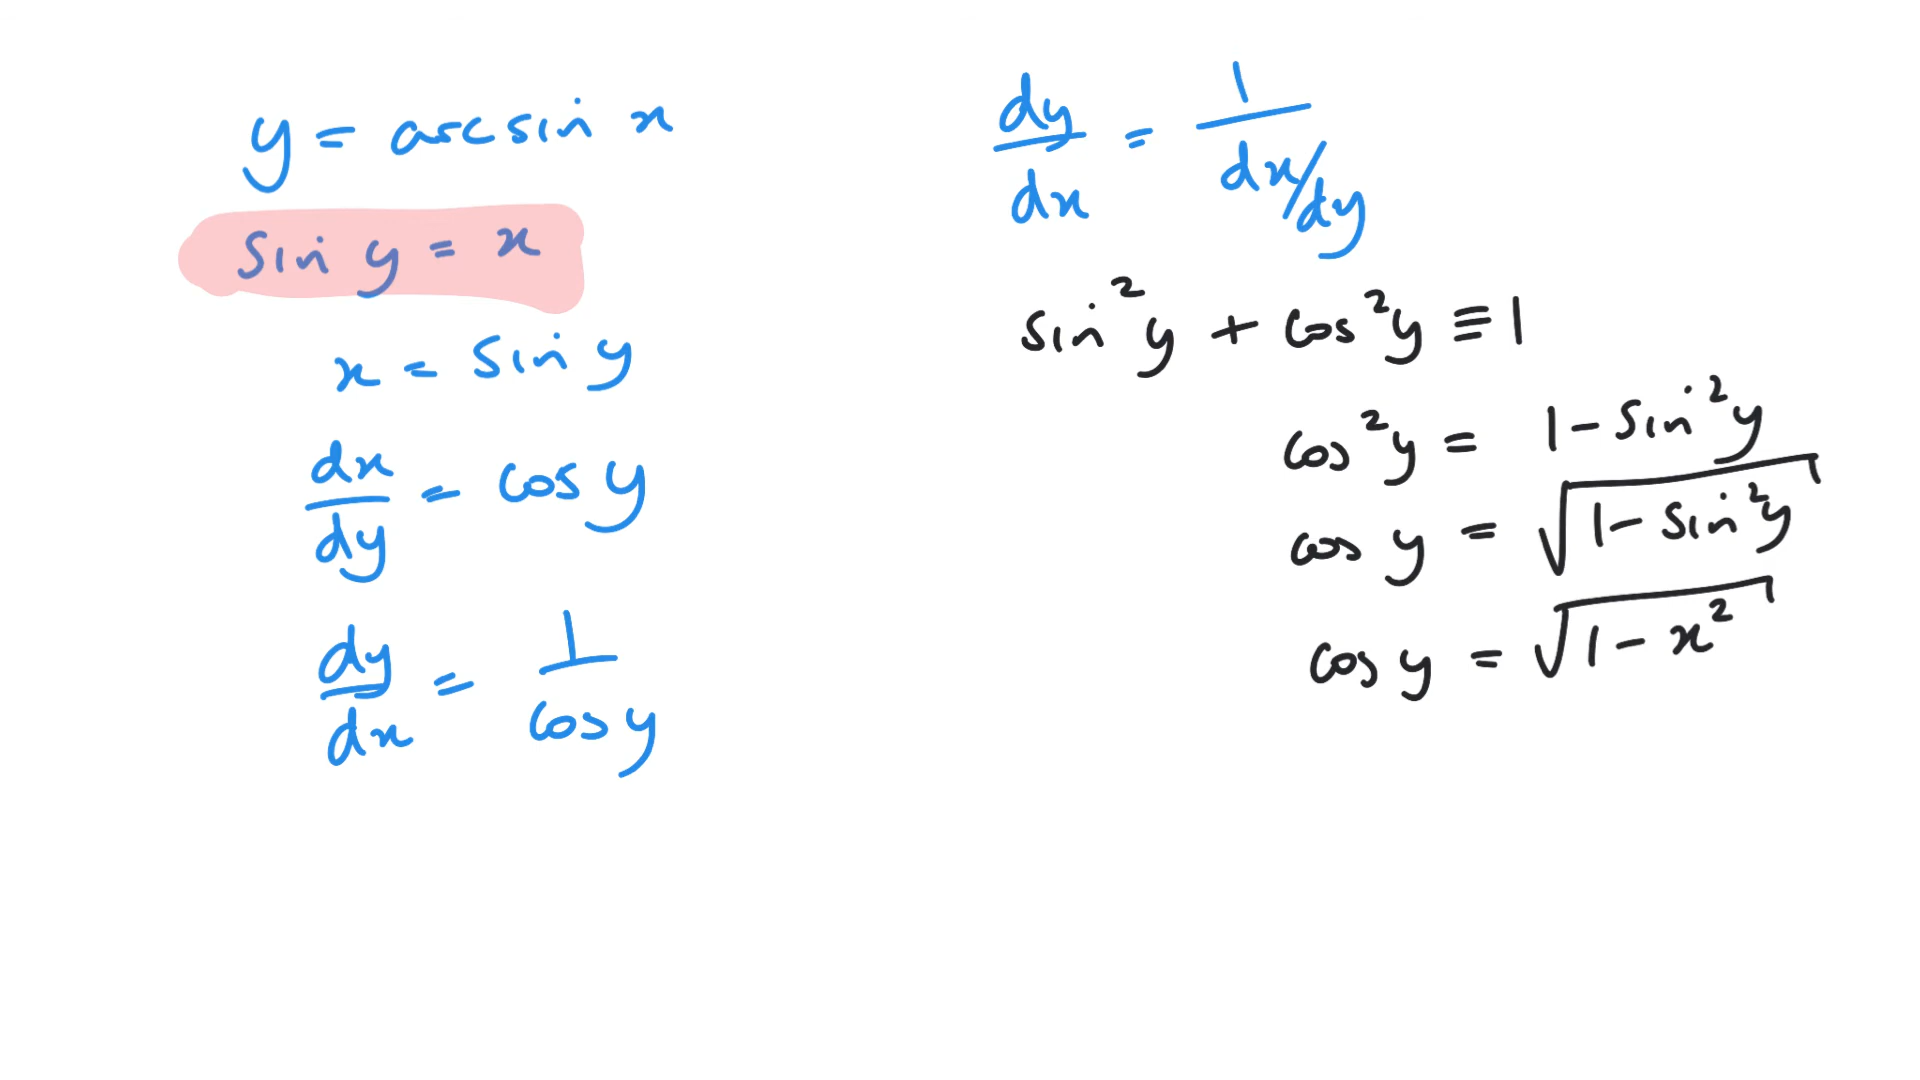 y = arcsin x
sin y = x
x = sin y
dx/dy = cos y
dy/dx = 1/cos y
dy/dx = 1/(dx/dy)
sin²y + cos²y ≡ 1
cos²y = 1 - sin²y
cos y = √(1 - sin²y)
cos y = √(1 - x²)